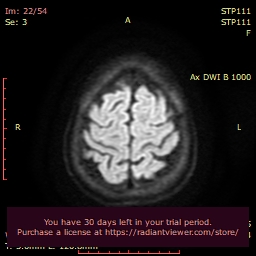 Im: 22/54
Se: 3
STP111
STP111
F
A
Ax DWI B 1000
R
L
You have 30 days left in your trial period.
Purchase a license at https://radiantviewer.com/store/